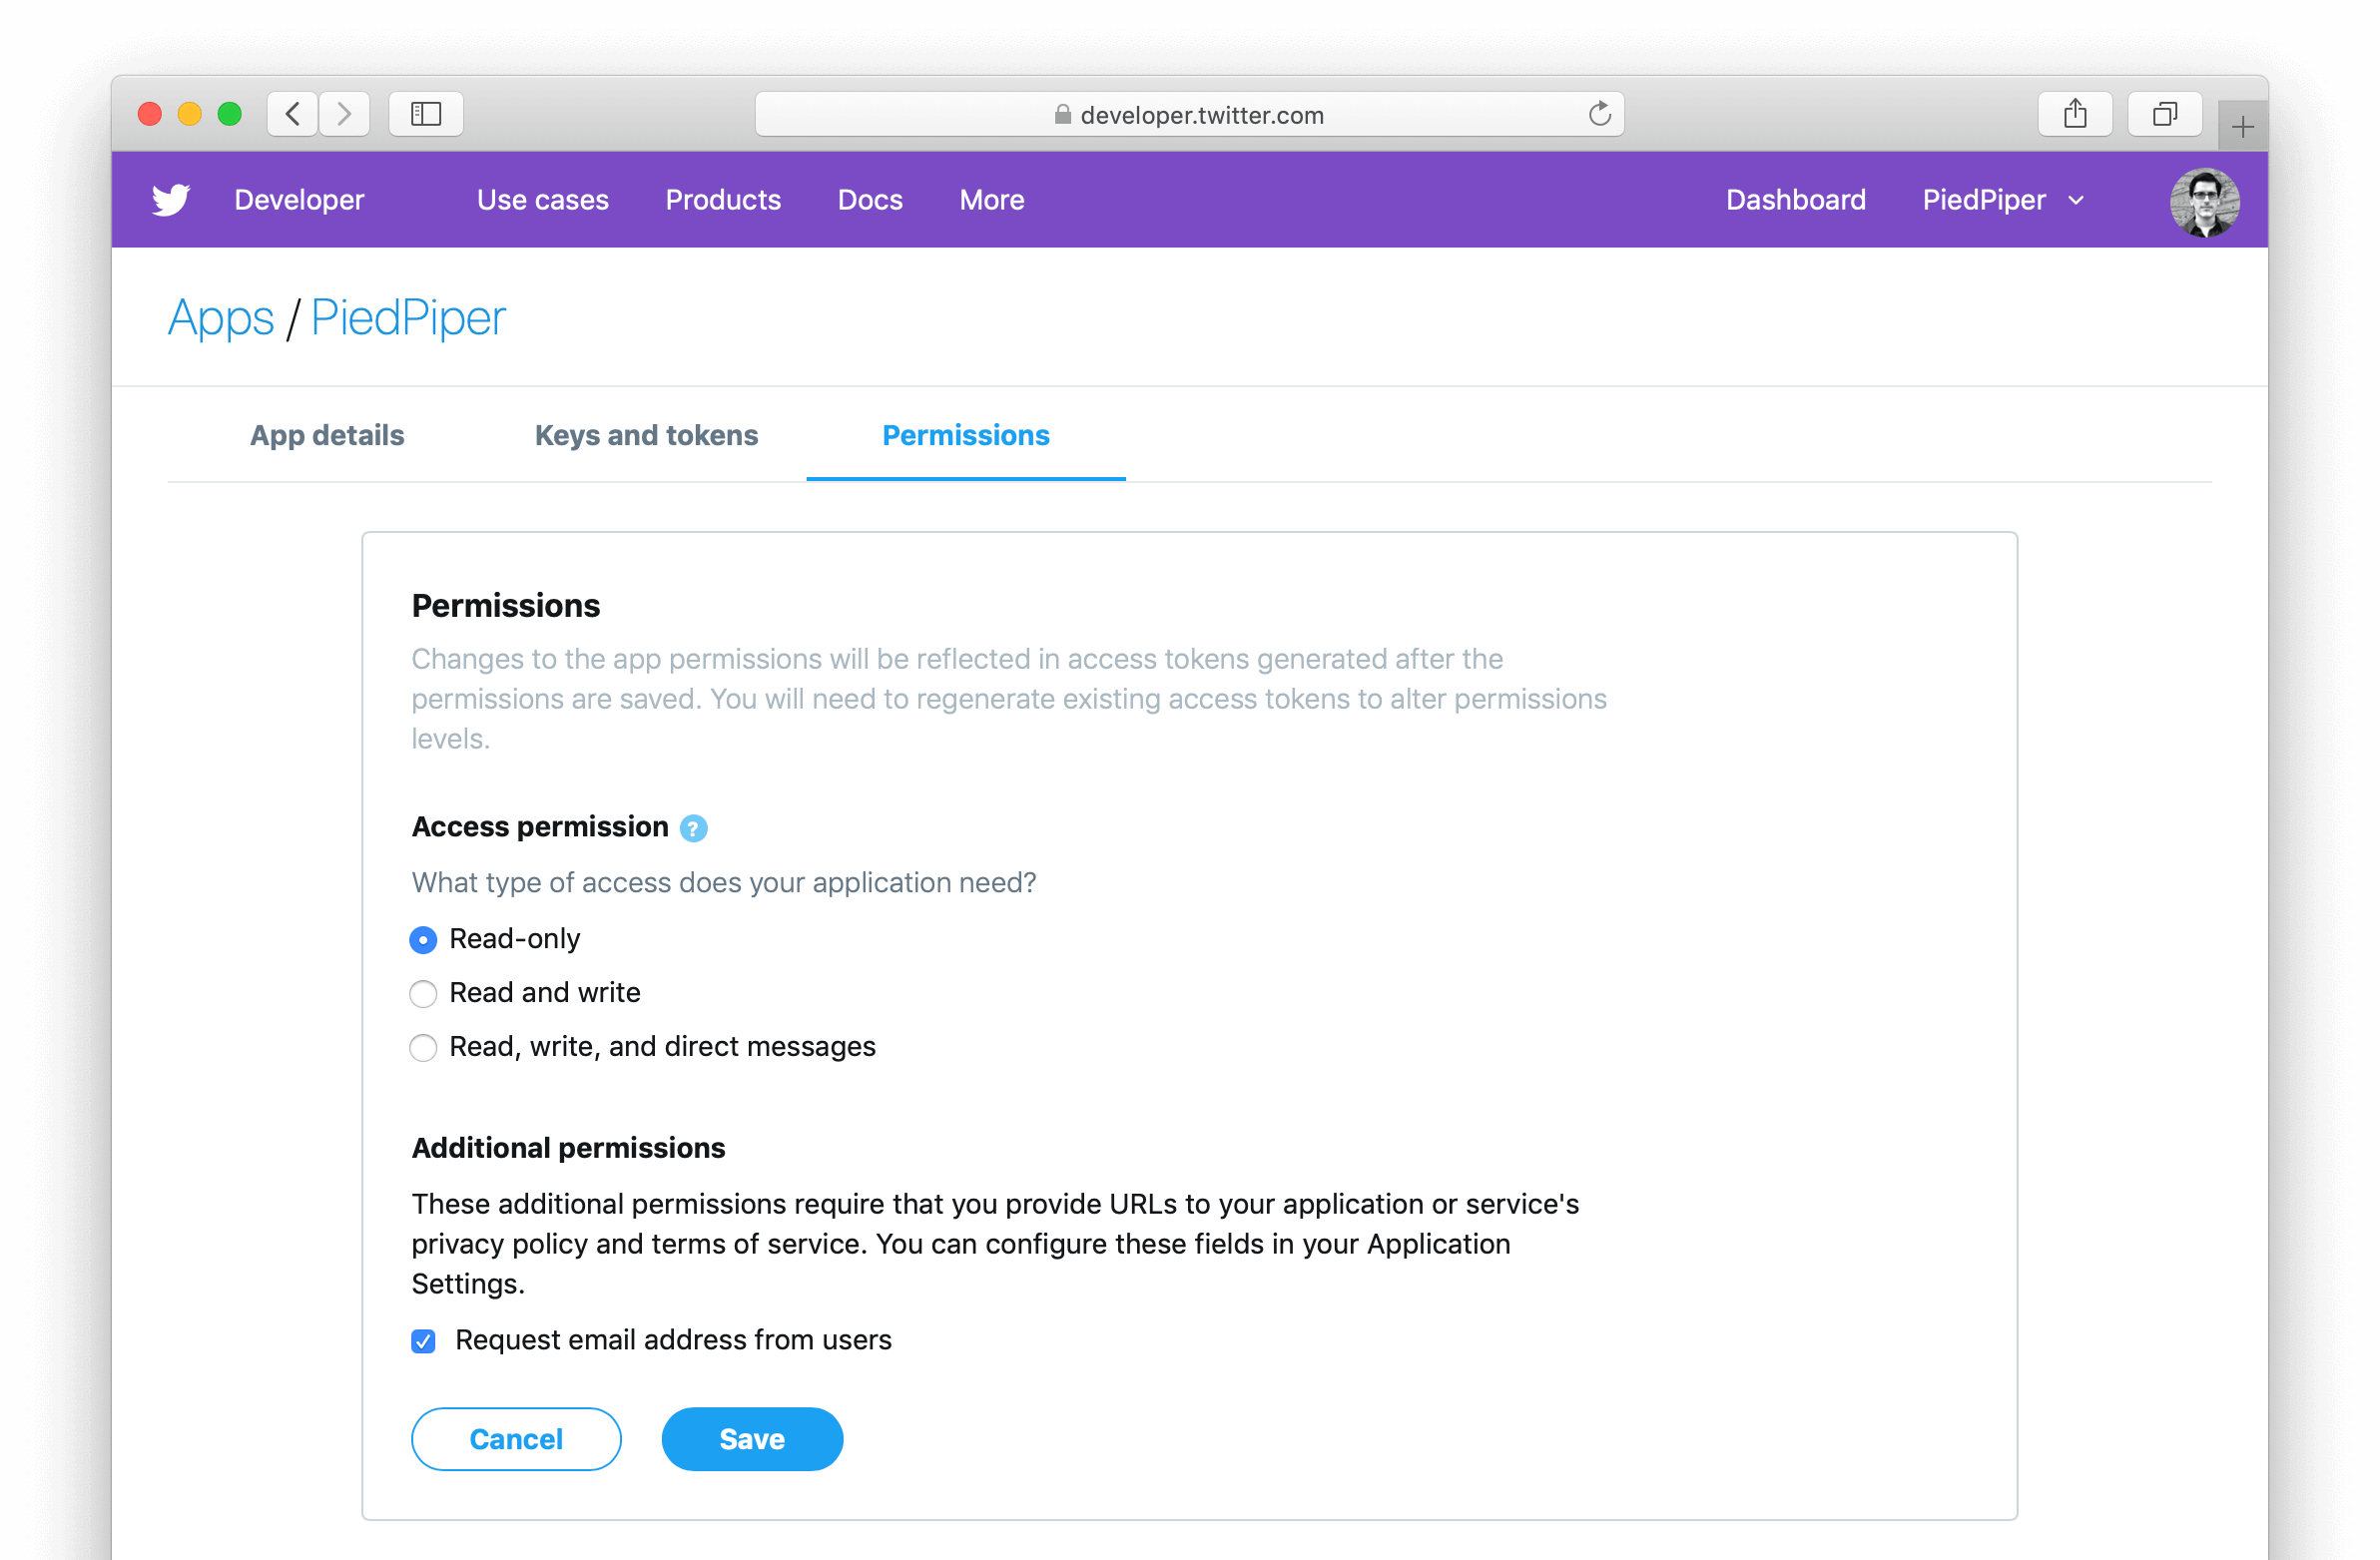 developer.twitter.com
Developer Use cases Products Docs More Dashboard PiedPiper
Apps / PiedPiper
App details Keys and tokens Permissions
Permissions
Changes to the app permissions will be reflected in access tokens generated after the
permissions are saved. You will need to regenerate existing access tokens to alter permissions
levels.
Access permission ?
What type of access does your application need?
Read-only
Read and write
Read, write, and direct messages
Additional permissions
These additional permissions require that you provide URLs to your application or service's
privacy policy and terms of service. You can configure these fields in your Application
Settings.
Request email address from users
Cancel Save